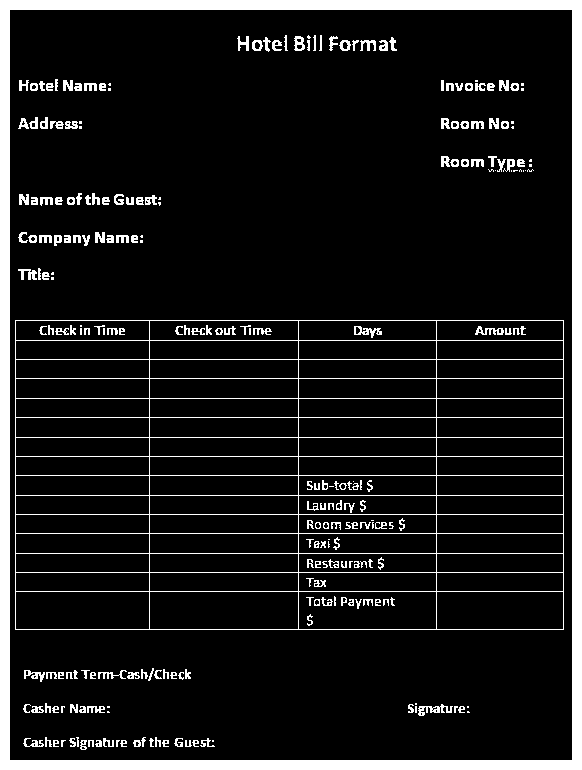 Hotel Bill Format
Hotel Name: Invoice No:
Address: Room No:
Room Type :
Name of the Guest:
Company Name:
Title:
Check in Time Check out Time Days Amount
Sub-total $
Laundry $
Room services $
Taxi $
Restaurant $
Tax
Total Payment
$
Payment Term-Cash/Check
Casher Name: Signature:
Casher Signature of the Guest: